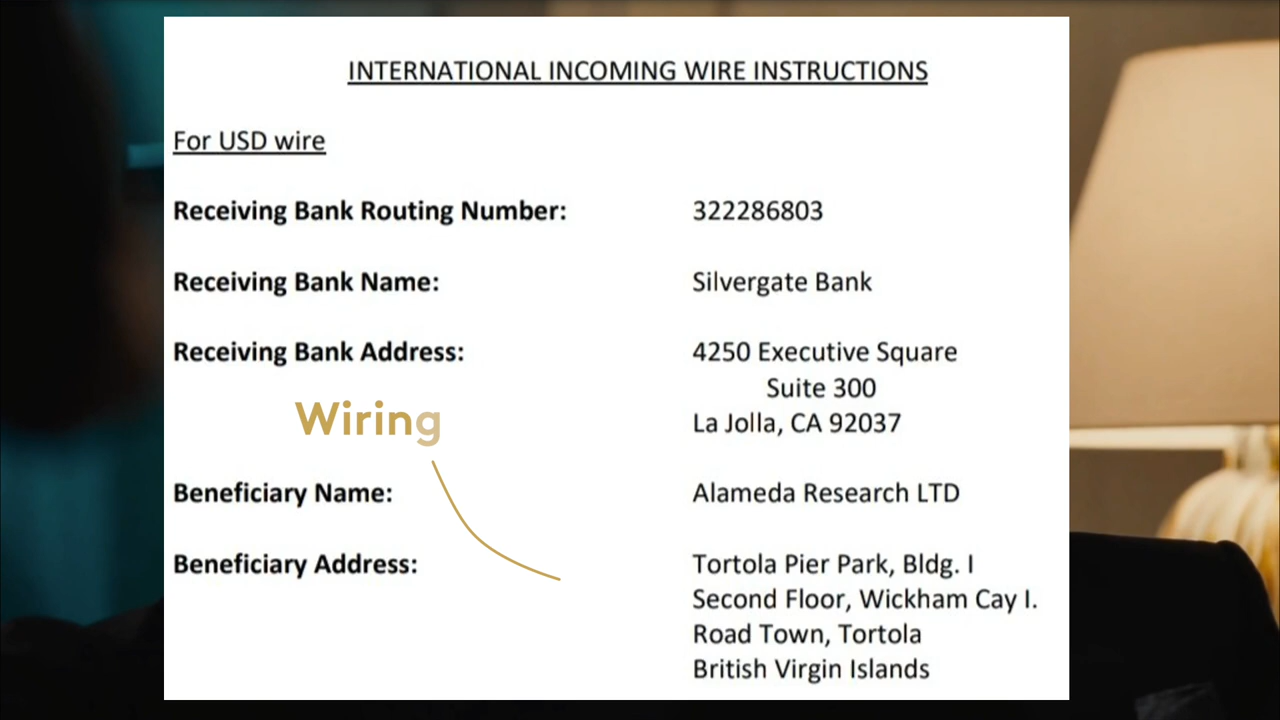 INTERNATIONAL INCOMING WIRE INSTRUCTIONS
For USD wire
Receiving Bank Routing Number: 322286803
Receiving Bank Name: Silvergate Bank
Receiving Bank Address: 4250 Executive Square
Suite 300
La Jolla, CA 92037
Wiring
Beneficiary Name: Alameda Research LTD
Beneficiary Address: Tortola Pier Park, Bldg. I
Second Floor, Wickham Cay I.
Road Town, Tortola
British Virgin Islands